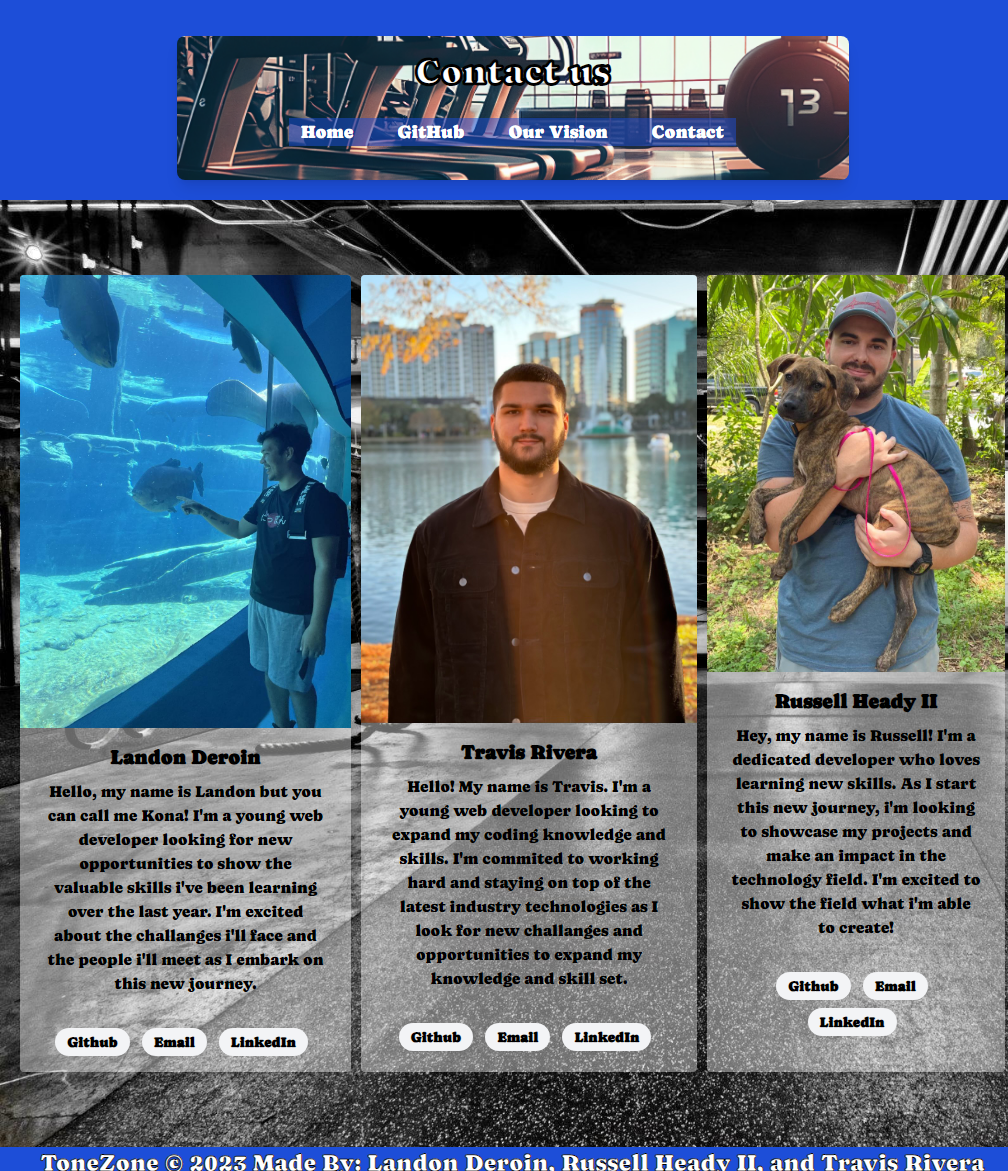 Contact us
13
Home GitHub Our Vision Contact
Landon Deroin
Hello, my name is Landon but you
can call me Kona! I'm a young web
developer looking for new
opportunities to show the
valuable skills i've been learning
over the last year. I'm excited
about the challanges i'll face and
the people i'll meet as I embark on
this new journey.
Github Email LinkedIn
Travis Rivera
Hello! My name is Travis. I'm a
young web developer looking to
expand my coding knowledge and
skills. I'm commited to working
hard and staying on top of the
latest industry technologies as I
look for new challanges and
opportunities to expand my
knowledge and skill set.
Github Email LinkedIn
Russell Heady II
Hey, my name is Russell! I'm a
dedicated developer who loves
learning new skills. As I start
this new journey, i'm looking
to showcase my projects and
make an impact in the
technology field. I'm excited to
show the field what i'm able
to create!
Github Email
LinkedIn
ToneZone © 2023 Made By: Landon Deroin, Russell Heady II, and Travis Rivera